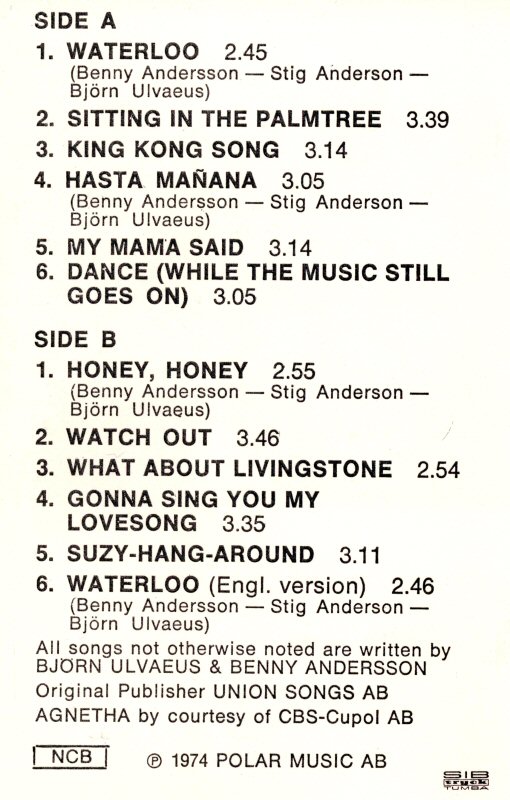 SIDE A
1. WATERLOO 2.45
(Benny Andersson — Stig Anderson —
Björn Ulvaeus)
2. SITTING IN THE PALMTREE 3.39
3. KING KONG SONG 3.14
4. HASTA MAÑANA 3.05
(Benny Andersson — Stig Anderson —
Björn Ulvaeus)
5. MY MAMA SAID 3.14
6. DANCE (WHILE THE MUSIC STILL
GOES ON) 3.05
SIDE B
1. HONEY, HONEY 2.55
(Benny Andersson — Stig Anderson —
Björn Ulvaeus)
2. WATCH OUT 3.46
3. WHAT ABOUT LIVINGSTONE 2.54
4. GONNA SING YOU MY
LOVESONG 3.35
5. SUZY-HANG-AROUND 3.11
6. WATERLOO (Engl. version) 2.46
(Benny Andersson — Stig Anderson —
Björn Ulvaeus)
All songs not otherwise noted are written by
BJÖRN ULVAEUS & BENNY ANDERSSON
Original Publisher UNION SONGS AB
AGNETHA by courtesy of CBS-Cupol AB
NCB ℗ 1974 POLAR MUSIC AB
SIB
tryck
TUMBA